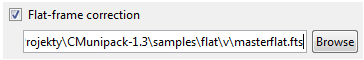 Flat-frame correction
rojekty\CMunipack-1.3\samples\flat\v\masterflat.fts Browse